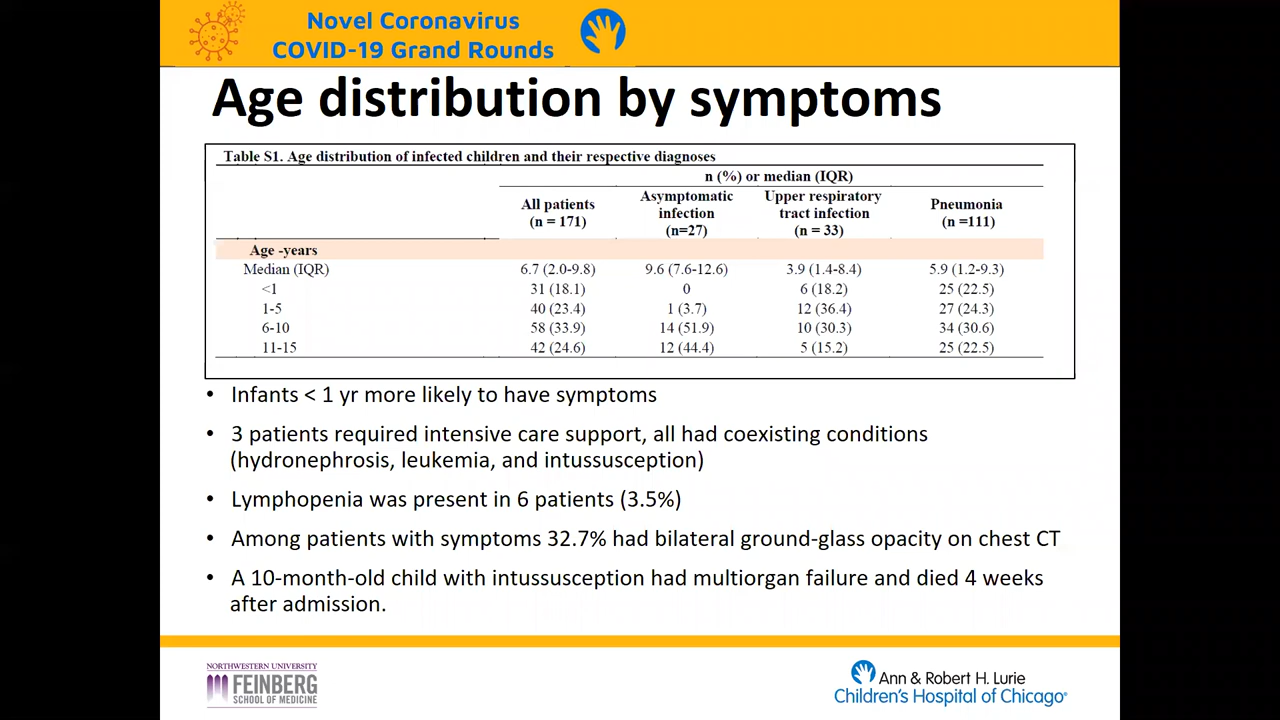 Novel Coronavirus
COVID-19 Grand Rounds
Age distribution by symptoms
Table S1. Age distribution of infected children and their respective diagnoses
n (%) or median (IQR)
All patients (n = 171) Asymptomatic infection (n=27) Upper respiratory tract infection (n = 33) Pneumonia (n =111)
Age -years
Median (IQR) 6.7 (2.0-9.8) 9.6 (7.6-12.6) 3.9 (1.4-8.4) 5.9 (1.2-9.3)
<1 31 (18.1) 0 6 (18.2) 25 (22.5)
1-5 40 (23.4) 1 (3.7) 12 (36.4) 27 (24.3)
6-10 58 (33.9) 14 (51.9) 10 (30.3) 34 (30.6)
11-15 42 (24.6) 12 (44.4) 5 (15.2) 25 (22.5)
• Infants < 1 yr more likely to have symptoms
• 3 patients required intensive care support, all had coexisting conditions
(hydronephrosis, leukemia, and intussusception)
• Lymphopenia was present in 6 patients (3.5%)
• Among patients with symptoms 32.7% had bilateral ground-glass opacity on chest CT
• A 10-month-old child with intussusception had multiorgan failure and died 4 weeks
after admission.
NORTHWESTERN UNIVERSITY
FEINBERG
SCHOOL OF MEDICINE
Ann & Robert H. Lurie
Children's Hospital of Chicago